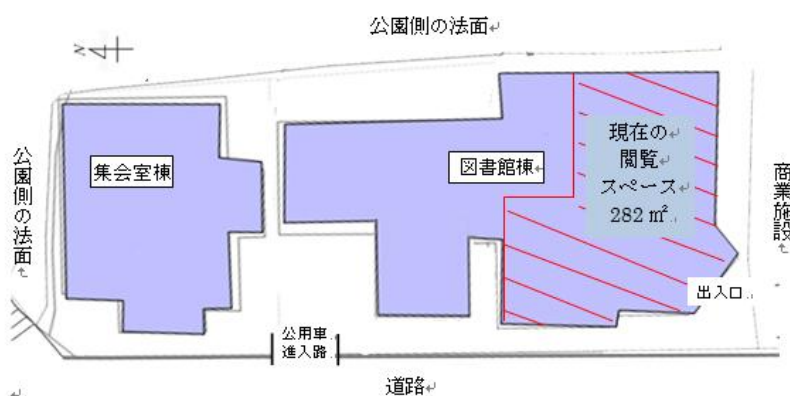 公園側の法面↵
N
公園側の法面↵
集会室棟
図書館棟
現在の↵
閲覧↵
スペース↵
282 ㎡
商業施設
出入口
公用車
進入路
道路↵